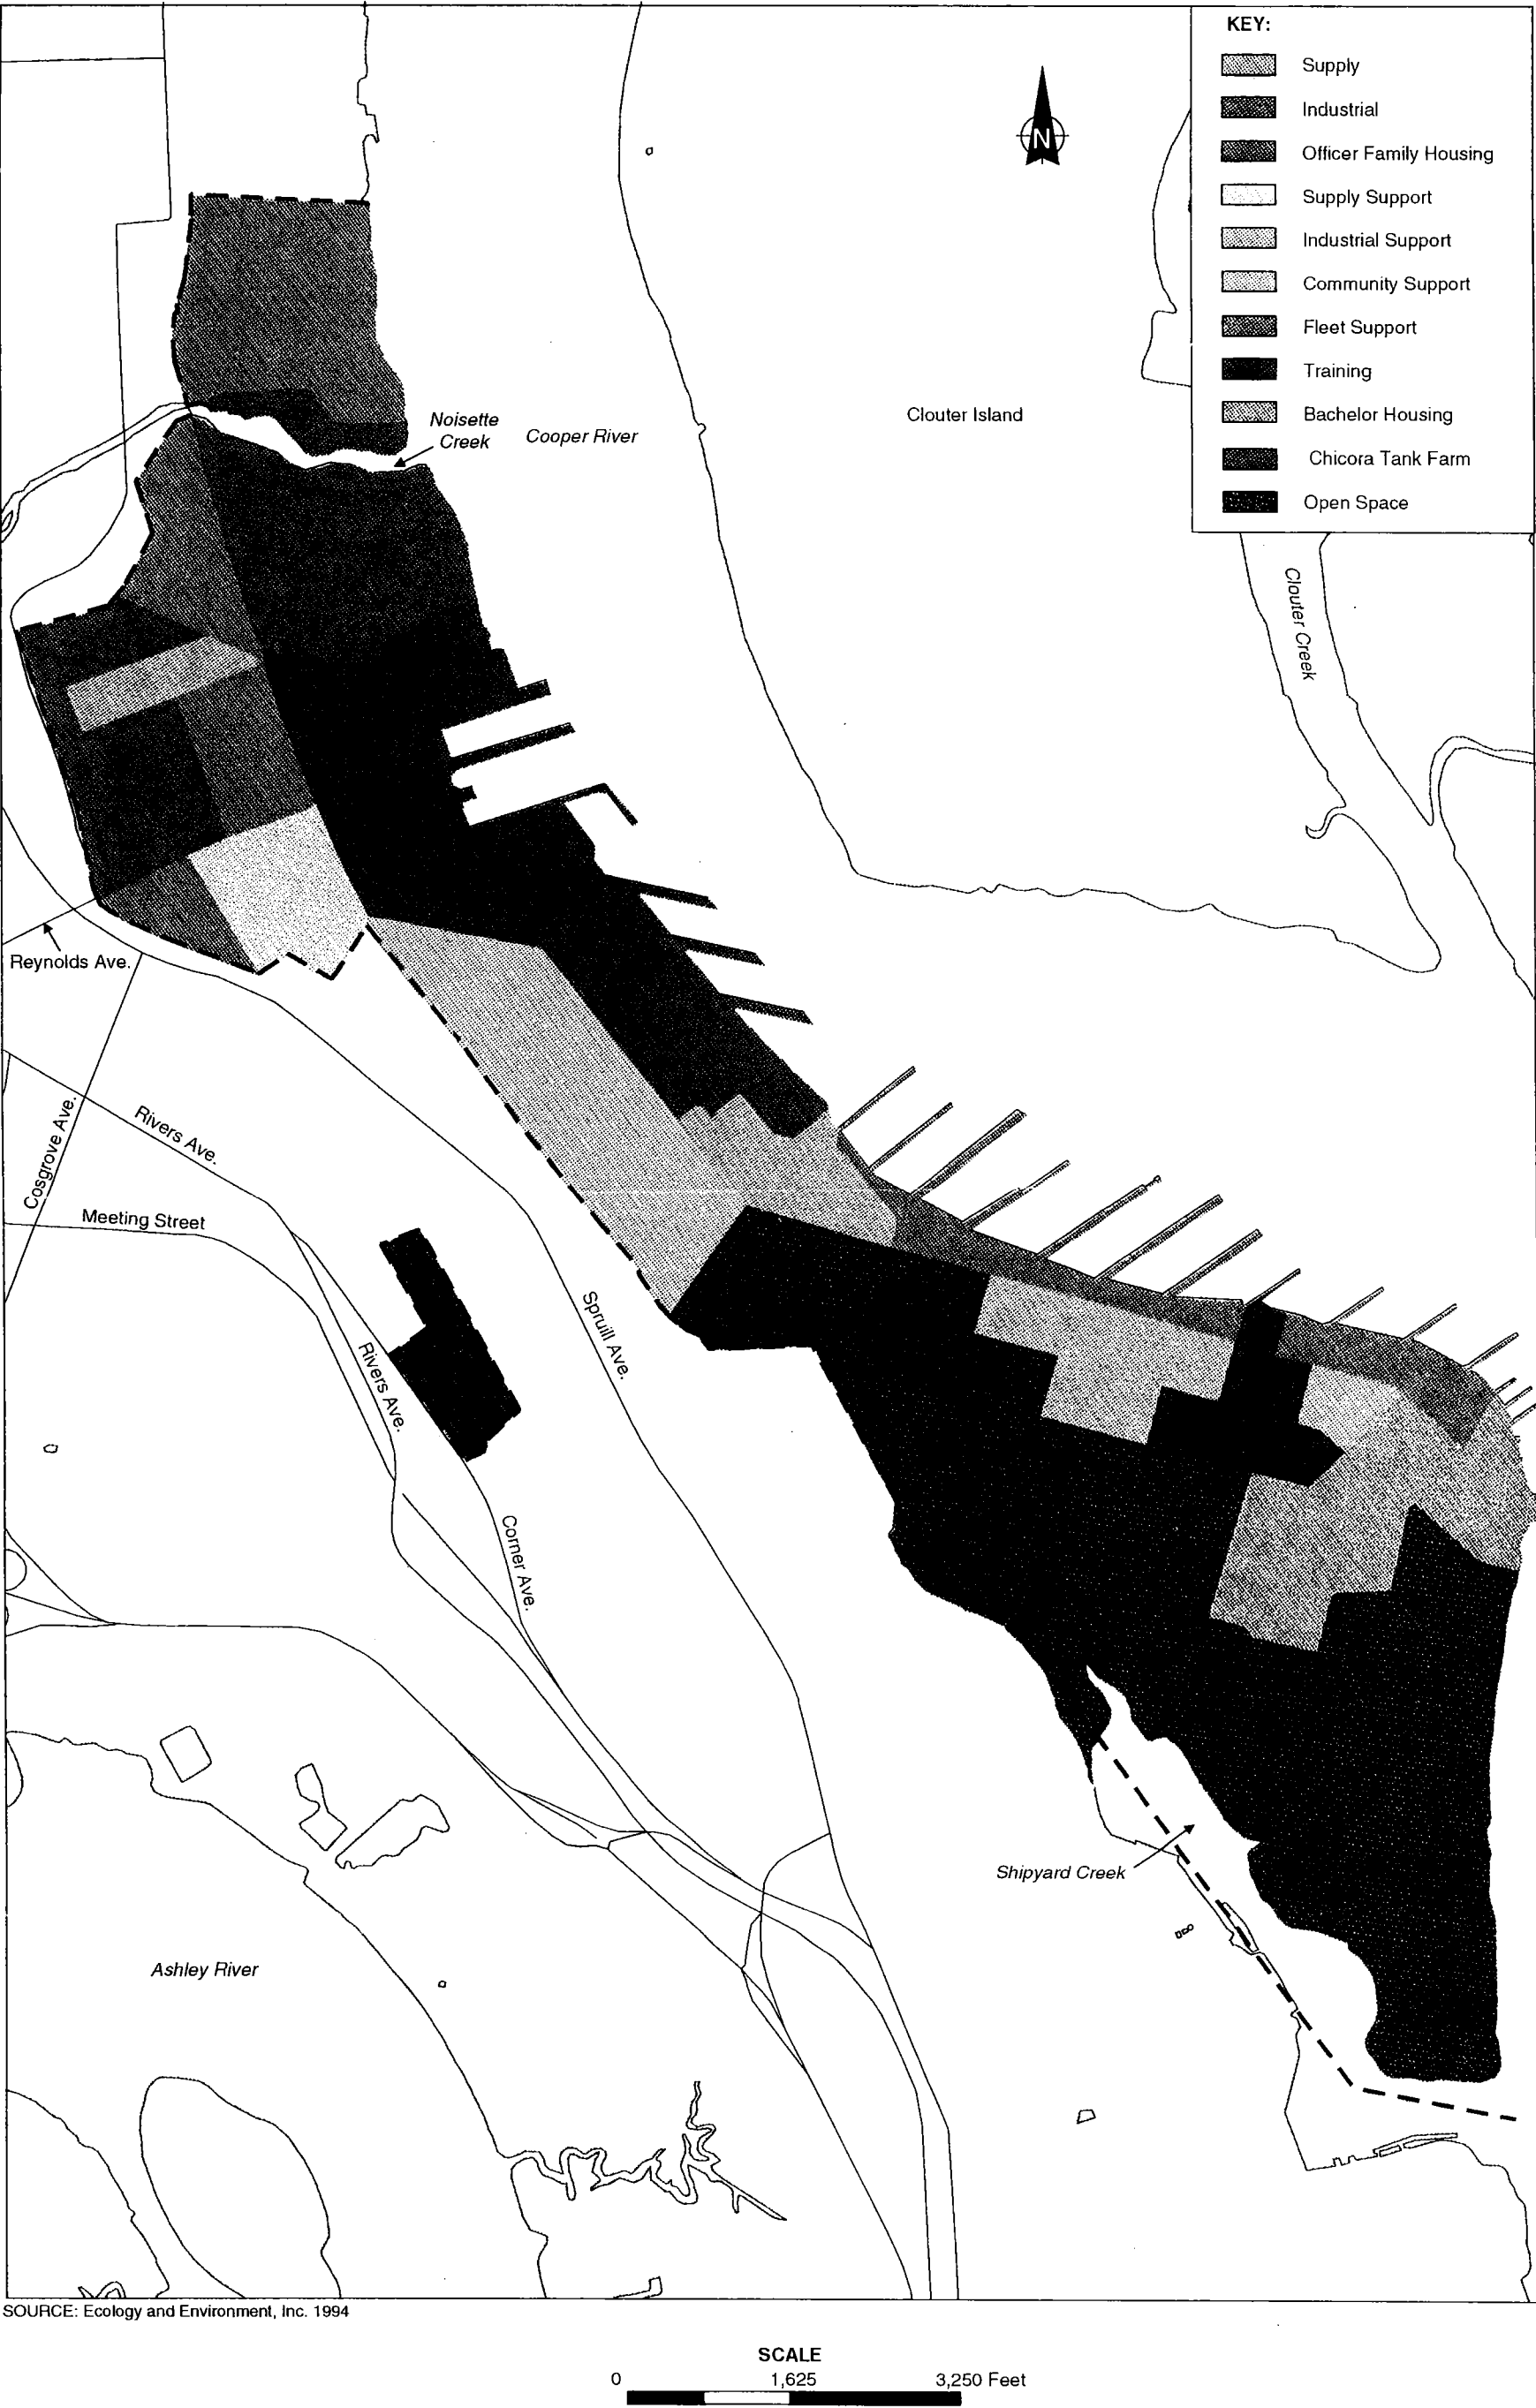 KEY:
Supply
Industrial
Officer Family Housing
Supply Support
Industrial Support
Community Support
Fleet Support
Training
Bachelor Housing
Chicora Tank Farm
Open Space
N
Noisette
Creek
Cooper River
Clouter Island
Clouter Creek
Reynolds Ave.
Cosgrove Ave.
Rivers Ave.
Meeting Street
Rivers Ave.
Spruill Ave.
Corner Ave.
Shipyard Creek
Ashley River
SOURCE: Ecology and Environment, Inc. 1994
SCALE
0 1,625 3,250 Feet